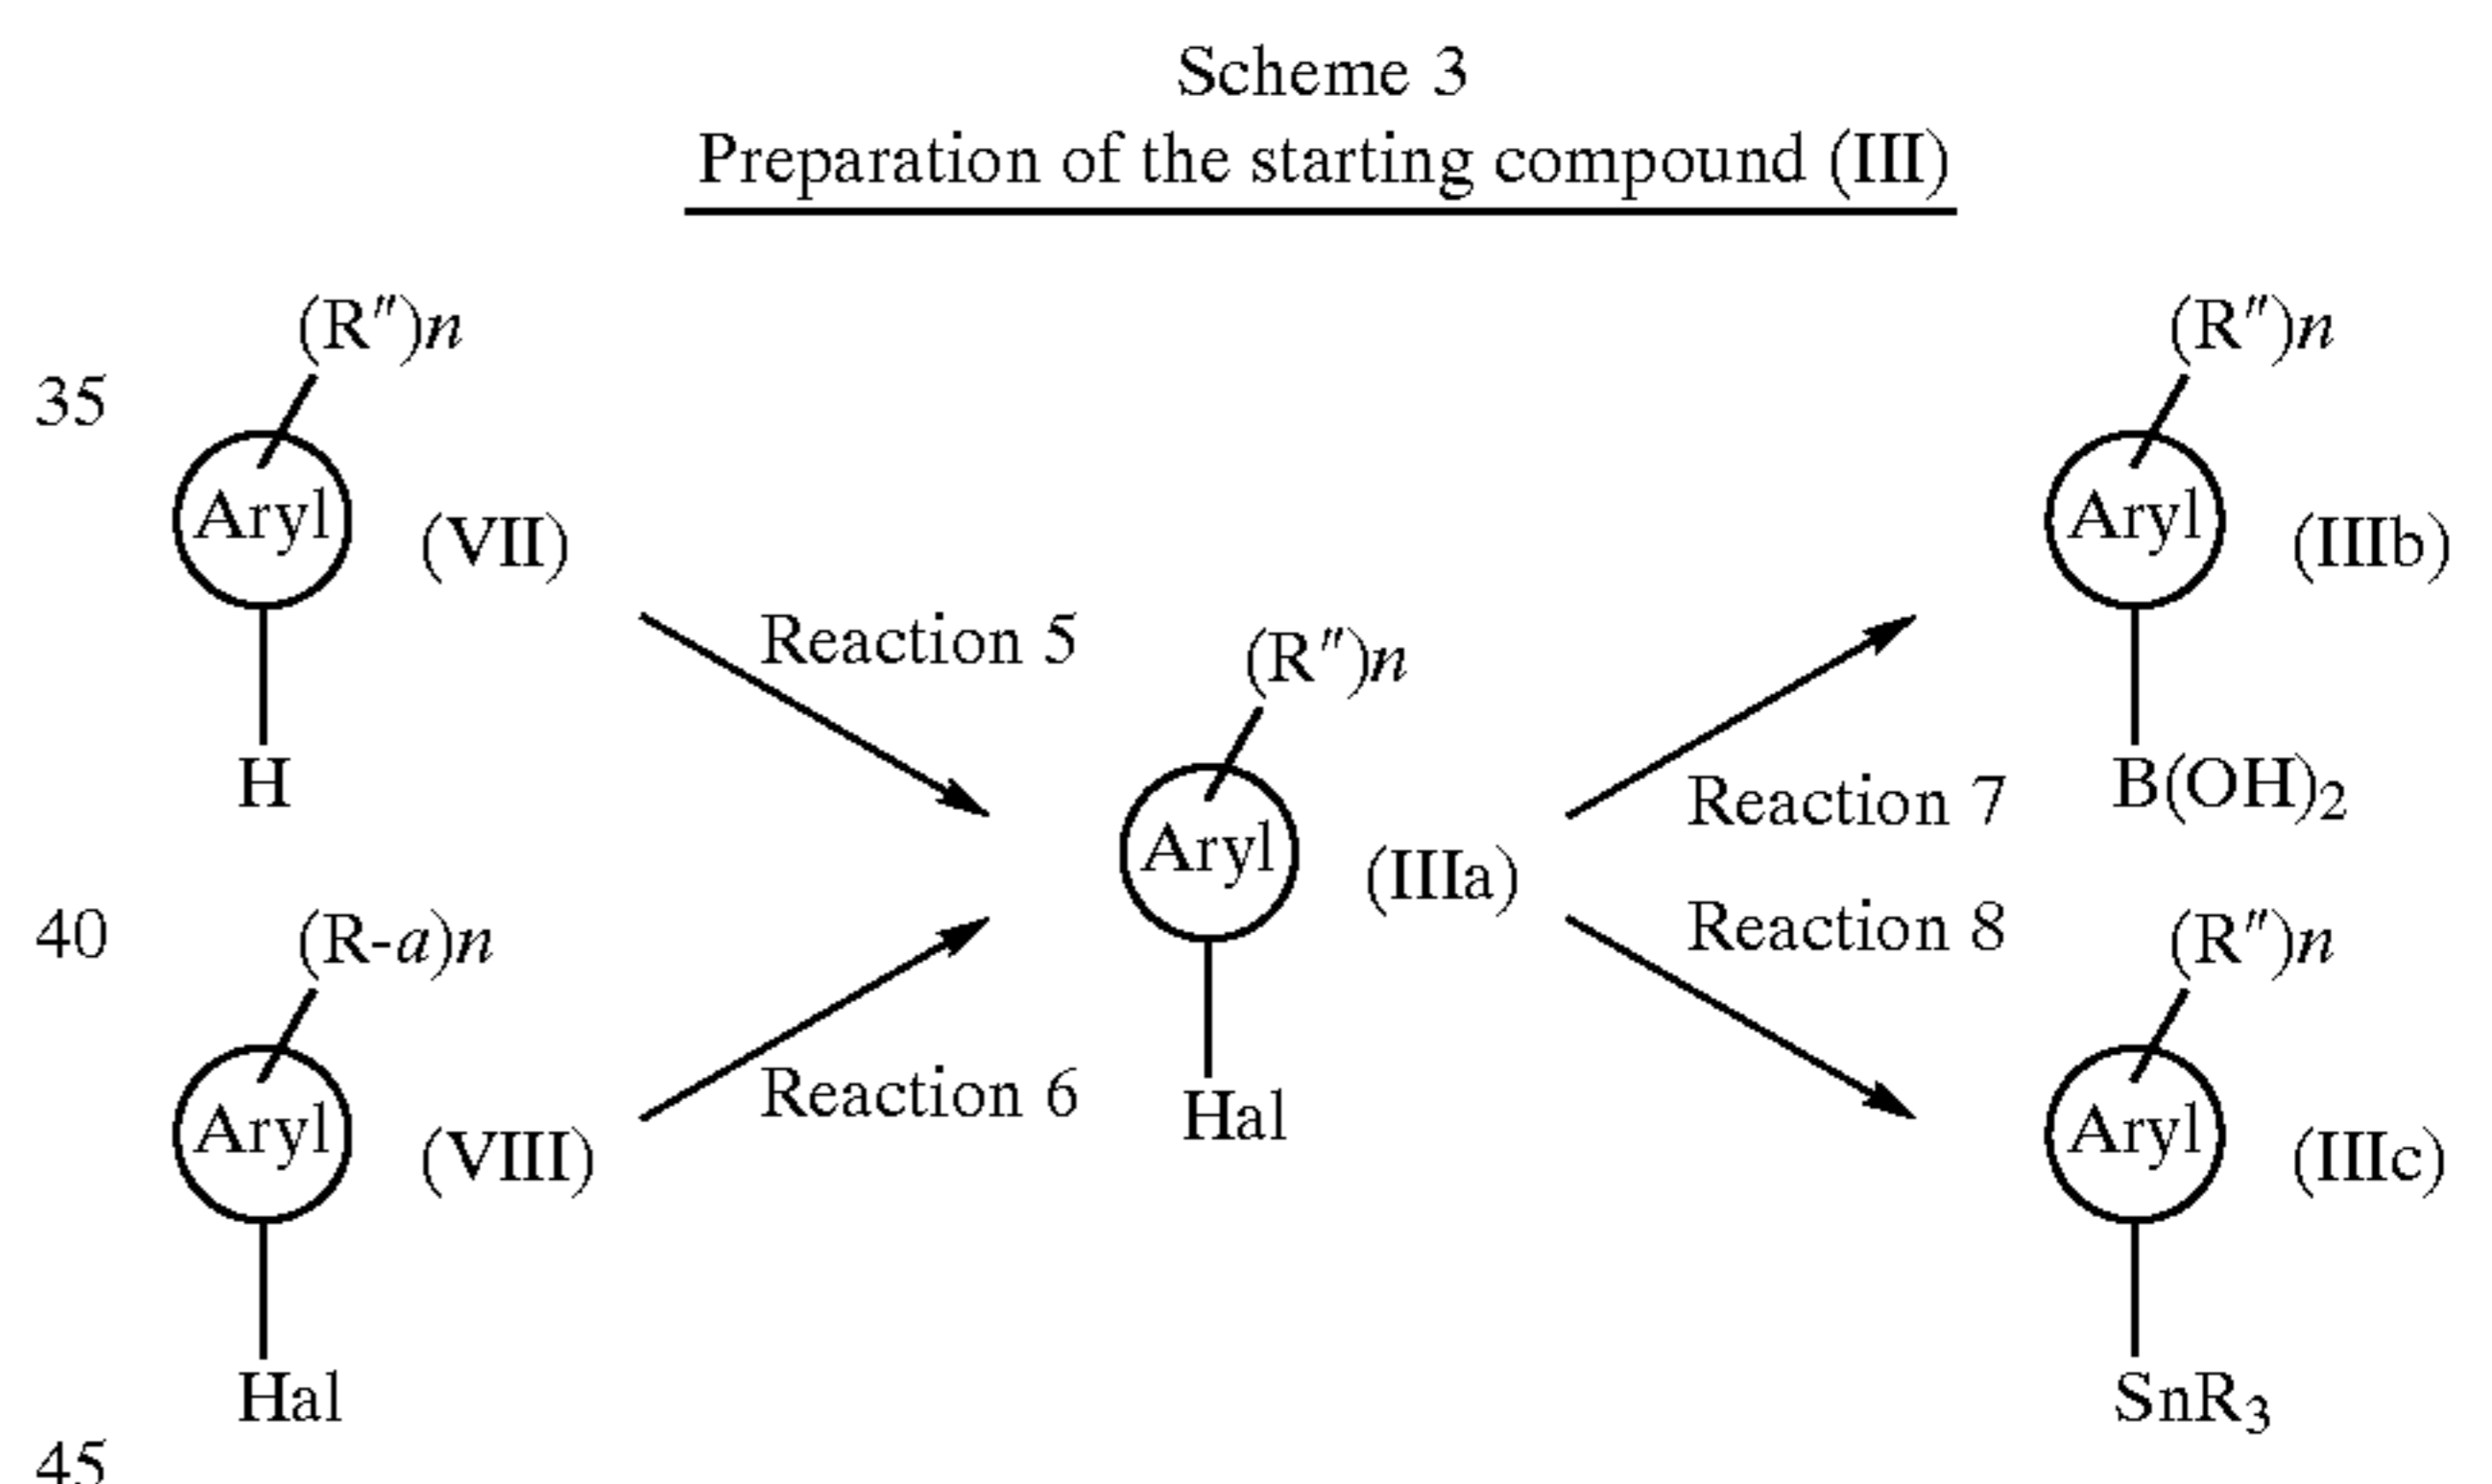 Scheme 3
Preparation of the starting compound (III)
(R″)n
(R″)n
35
Aryl
(VII)
Aryl
(IIIb)
Reaction 5
(R″)n
H
Reaction 7
B(OH)2
Aryl
(IIIa)
40
(R-a)n
Reaction 8
(R″)n
Aryl
(VIII)
Reaction 6
Hal
Aryl
(IIIc)
Hal
SnR3
45